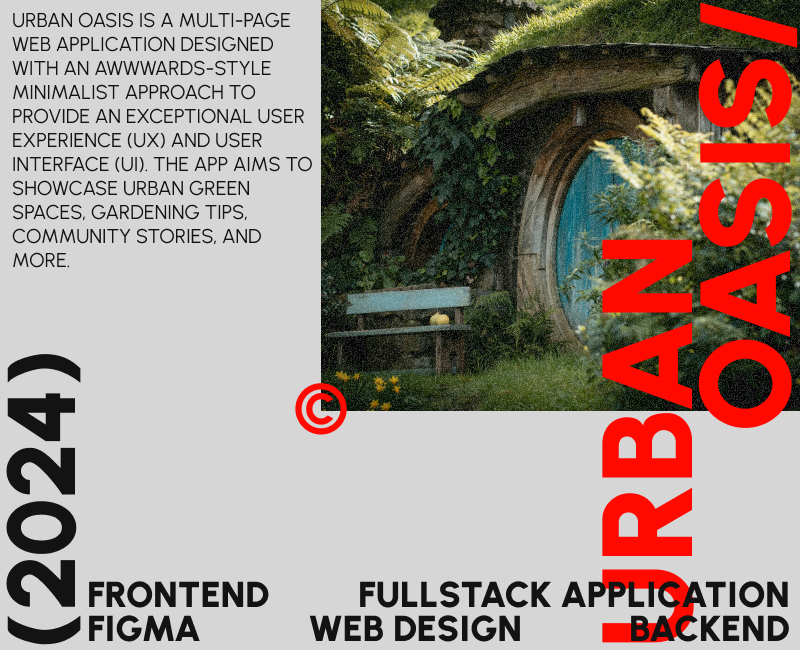 URBAN OASIS IS A MULTI-PAGE
WEB APPLICATION DESIGNED
WITH AN AWWWARDS-STYLE
MINIMALIST APPROACH TO
PROVIDE AN EXCEPTIONAL USER
EXPERIENCE (UX) AND USER
INTERFACE (UI). THE APP AIMS TO
SHOWCASE URBAN GREEN
SPACES, GARDENING TIPS,
COMMUNITY STORIES, AND
MORE.
URBAN
OASIS/
©
(2024)
FRONTEND
FULLSTACK APPLICATION
FIGMA
WEB DESIGN
BACKEND